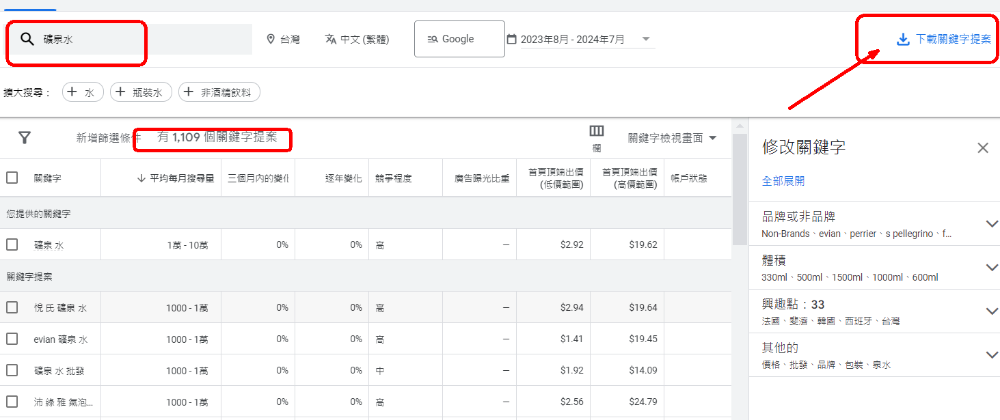 礦泉水 台灣 中文 (繁體) Google 2023年8月 - 2024年7月 下載關鍵字提案
擴大搜尋： 水 瓶裝水 非酒精飲料
新增篩選條件 有 1,109 個關鍵字提案 欄 關鍵字檢視畫面
關鍵字 平均每月搜尋量 三個月內的變化 逐年變化 競爭程度 廣告曝光比重 首頁頂端出價 (低價範圍) 首頁頂端出價 (高價範圍) 帳戶狀態
您提供的關鍵字
礦泉 水 1萬 - 10萬 0% 0% 高 — $2.92 $19.62
關鍵字提案
悅 氏 礦泉 水 1000 - 1萬 0% 0% 高 — $2.94 $19.64
evian 礦泉 水 1000 - 1萬 0% 0% 高 — $1.41 $19.45
礦泉 水 批發 1000 - 1萬 0% 0% 中 — $1.92 $14.09
沛 綠 雅 氣泡... 1000 - 1萬 0% 0% 高 — $2.56 $24.79
修改關鍵字
全部展開
品牌或非品牌
Non-Brands、evian、perrier、s pellegrino、f...
體積
330ml、500ml、1500ml、1000ml、600ml
興趣點：33
法國、斐濟、韓國、西班牙、台灣
其他的
價格、批發、品牌、包裝、泉水